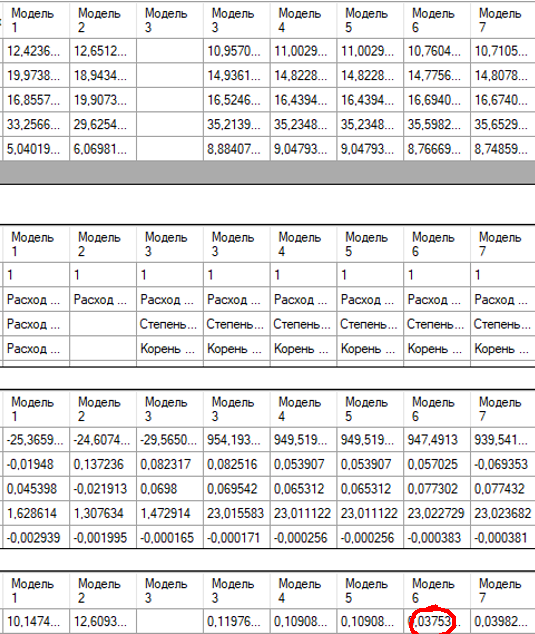 Модель 1 Модель 2 Модель 3 Модель 3 Модель 4 Модель 5 Модель 6 Модель 7
12,4236... 12,6512... 10,9570... 11,0029... 11,0029... 10,7604... 10,7105...
19,9738... 18,9434... 14,9361... 14,8228... 14,8228... 14,7756... 14,8078...
16,8557... 19,9073... 16,5246... 16,4394... 16,4394... 16,6940... 16,6740...
33,2566... 29,6254... 35,2139... 35,2348... 35,2348... 35,5982... 35,6529...
5,04019... 6,06981... 8,88407... 9,04793... 9,04793... 8,76669... 8,74859...
Модель 1 Модель 2 Модель 3 Модель 3 Модель 4 Модель 5 Модель 6 Модель 7
1 1 1 1 1 1 1 1
Расход ... Расход ... Расход ... Расход ... Расход ... Расход ... Расход ... Расход ...
Расход ... Степень... Степень... Степень... Степень... Степень... Степень...
Расход ... Корень ... Корень ... Корень ... Корень ... Корень ... Корень ...
Модель 1 Модель 2 Модель 3 Модель 3 Модель 4 Модель 5 Модель 6 Модель 7
-25,3659... -24,6074... -29,5650... 954,193... 949,519... 949,519... 947,4913 939,541...
-0,01948 0,137236 0,082317 0,082516 0,053907 0,053907 0,057025 -0,069353
0,045398 -0,021913 0,0698 0,069542 0,065312 0,065312 0,077302 0,077432
1,628614 1,307634 1,472914 23,015583 23,011122 23,011122 23,022729 23,023682
-0,002939 -0,001995 -0,000165 -0,000171 -0,000256 -0,000256 -0,000383 -0,000381
Модель 1 Модель 2 Модель 3 Модель 3 Модель 4 Модель 5 Модель 6 Модель 7
10,1474... 12,6093... 0,11976... 0,10908... 0,10908... 0,03753... 0,03982...